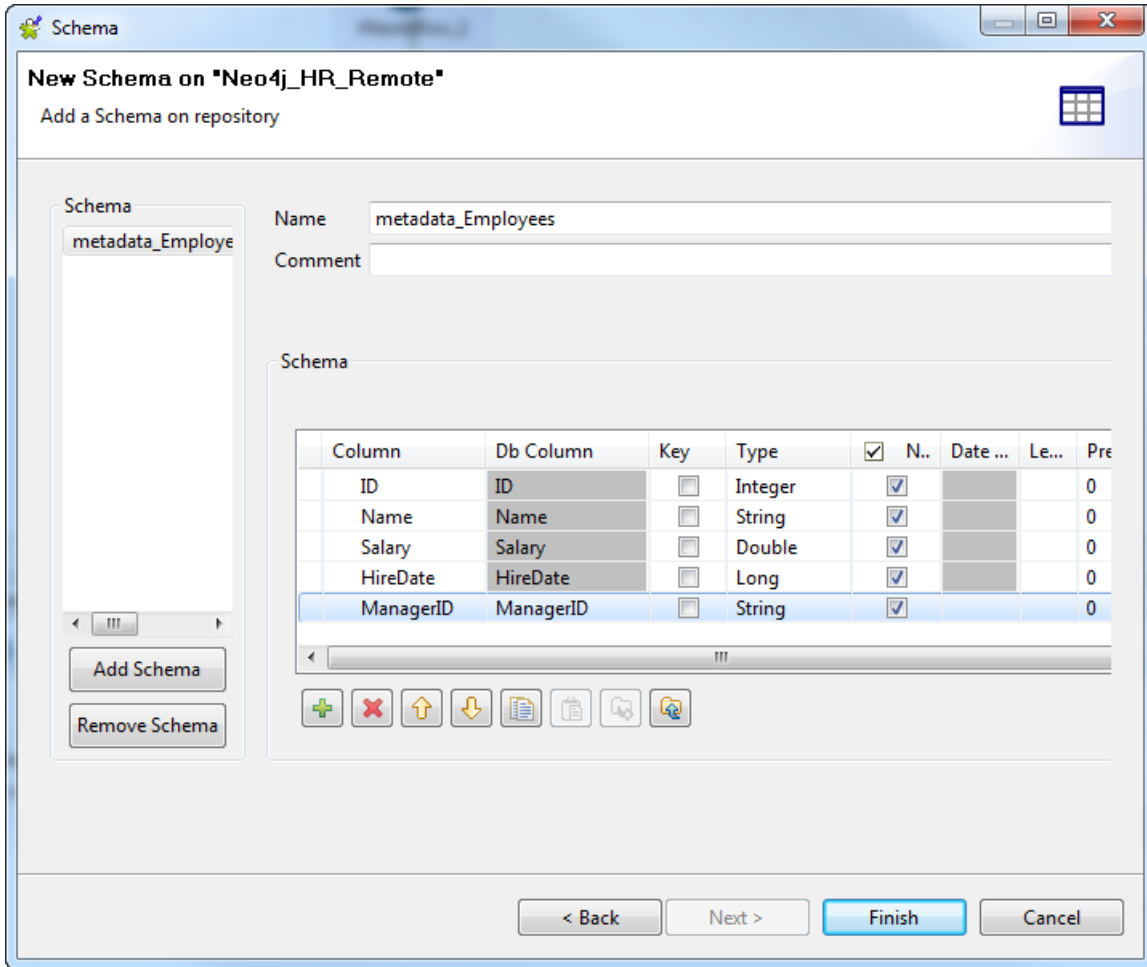 Schema
New Schema on "Neo4j_HR_Remote"
Add a Schema on repository
Schema
metadata_Employe
Name metadata_Employees
Comment
Schema
Column Db Column Key Type N.. Date ... Le... Pre
ID ID Integer 0
Name Name String 0
Salary Salary Double 0
HireDate HireDate Long 0
ManagerID ManagerID String 0
Add Schema
Remove Schema
< Back Next > Finish Cancel